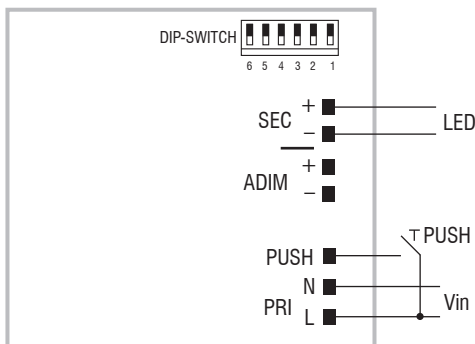 DIP-SWITCH
6 5 4 3 2 1
+
SEC
LED
–
+
ADIM
–
PUSH
PUSH
N
PRI
Vin
L